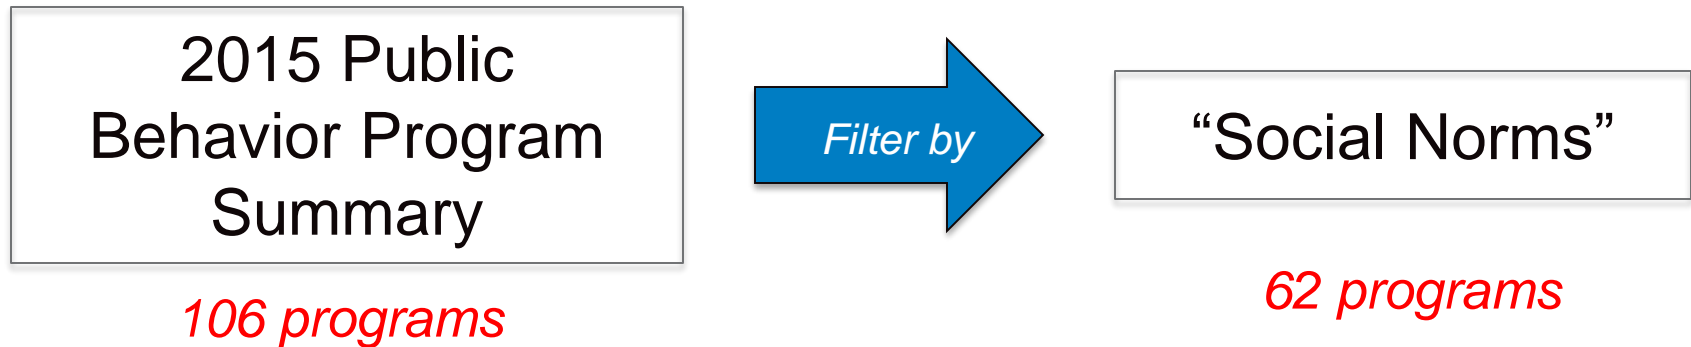 2015 Public
Behavior Program
Summary
106 programs
Filter by
“Social Norms”
62 programs